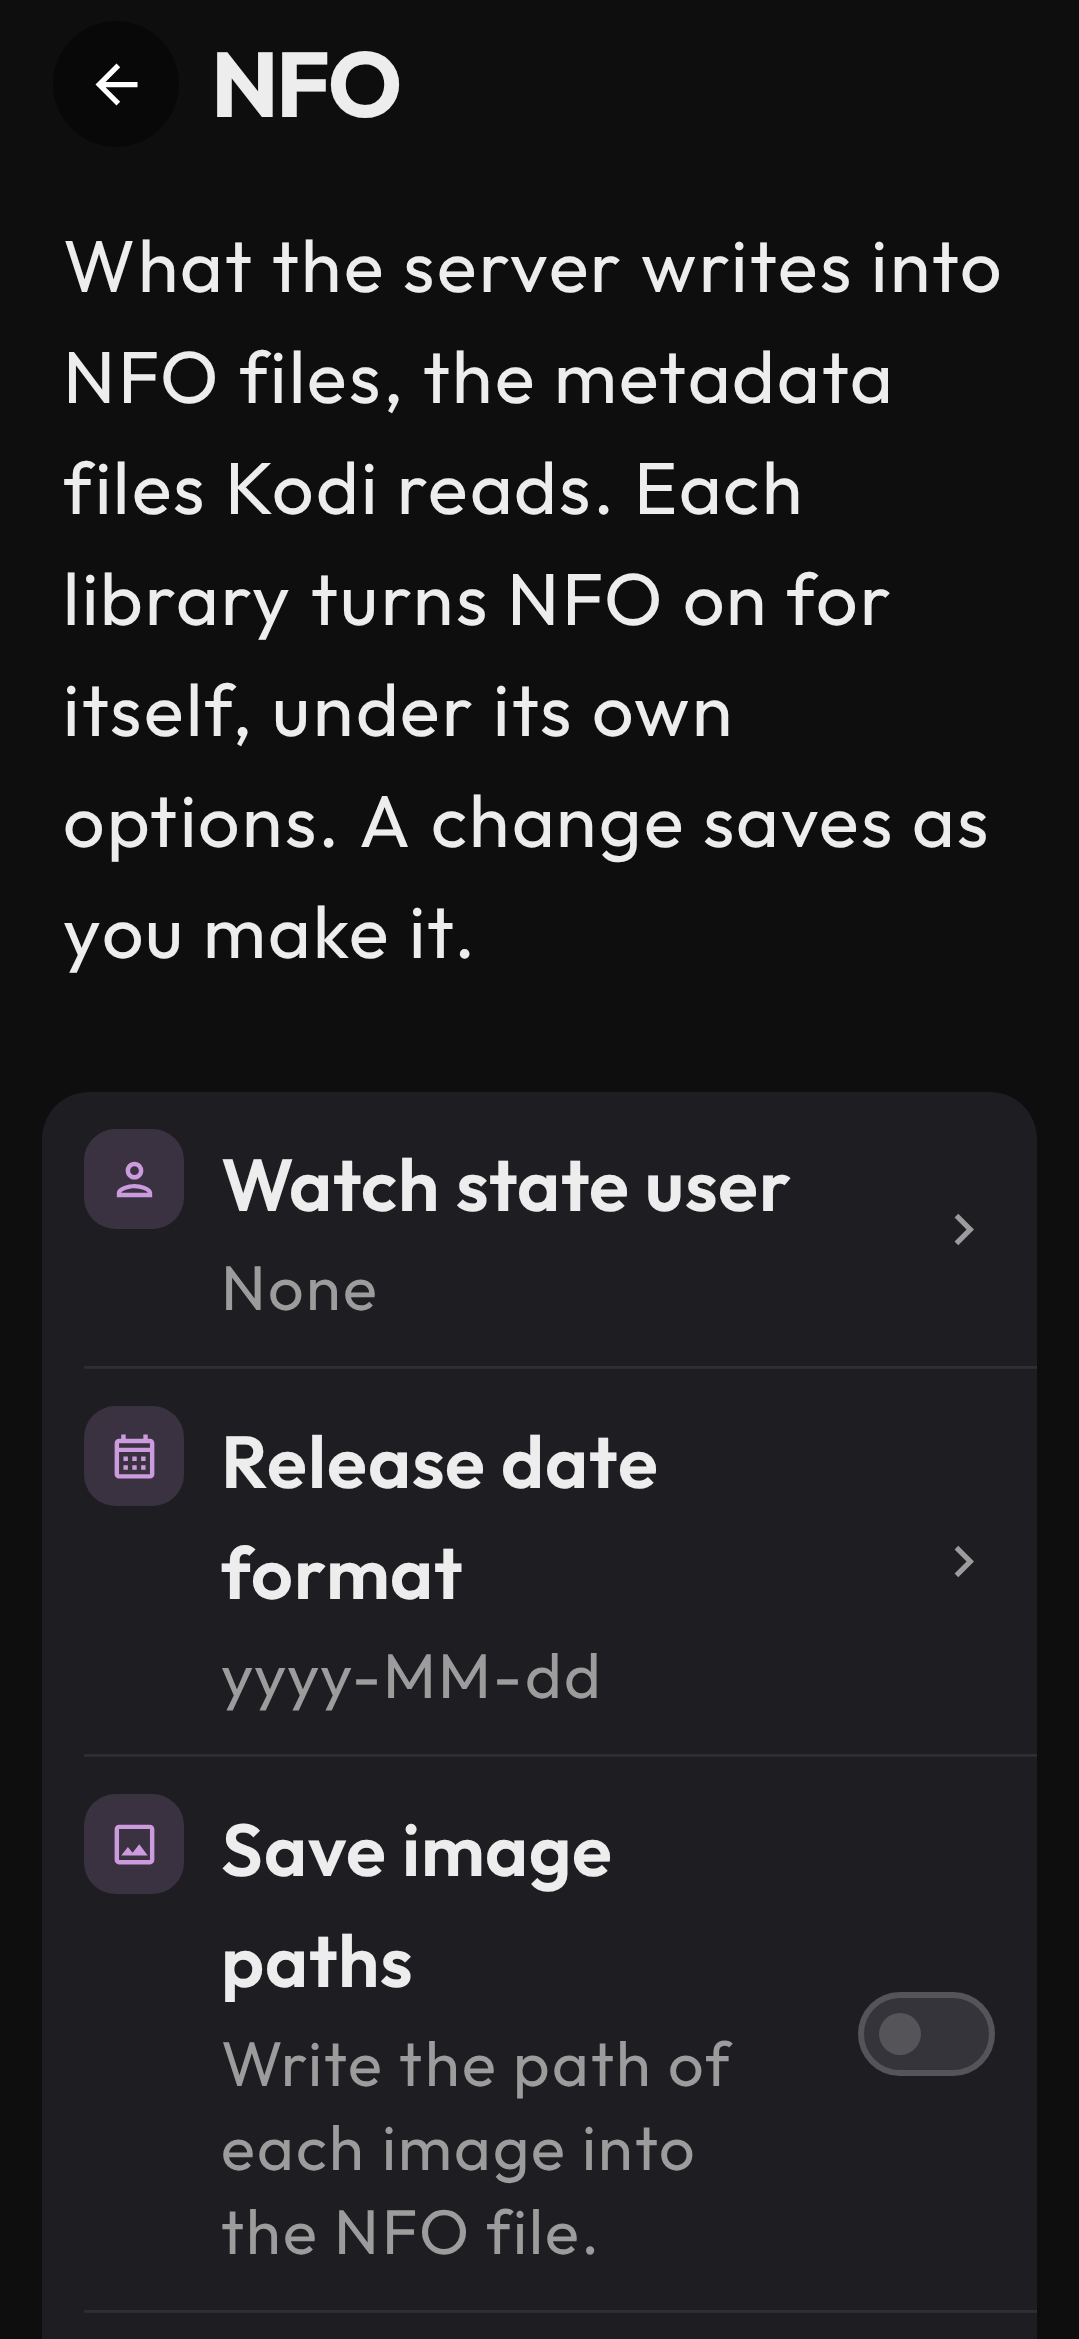 NFO
What the server writes into
NFO files, the metadata
files Kodi reads. Each
library turns NFO on for
itself, under its own
options. A change saves as
you make it.
Watch state user
None
Release date
format
yyyy-MM-dd
Save image
paths
Write the path of
each image into
the NFO file.